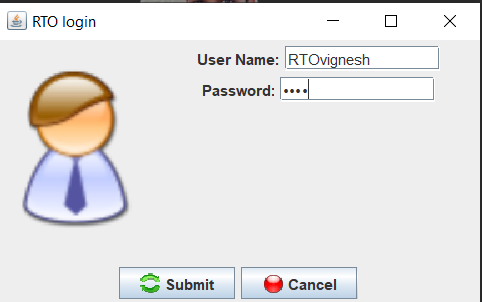 RTO login
User Name: RTOvignesh
Password: ••••
Submit Cancel